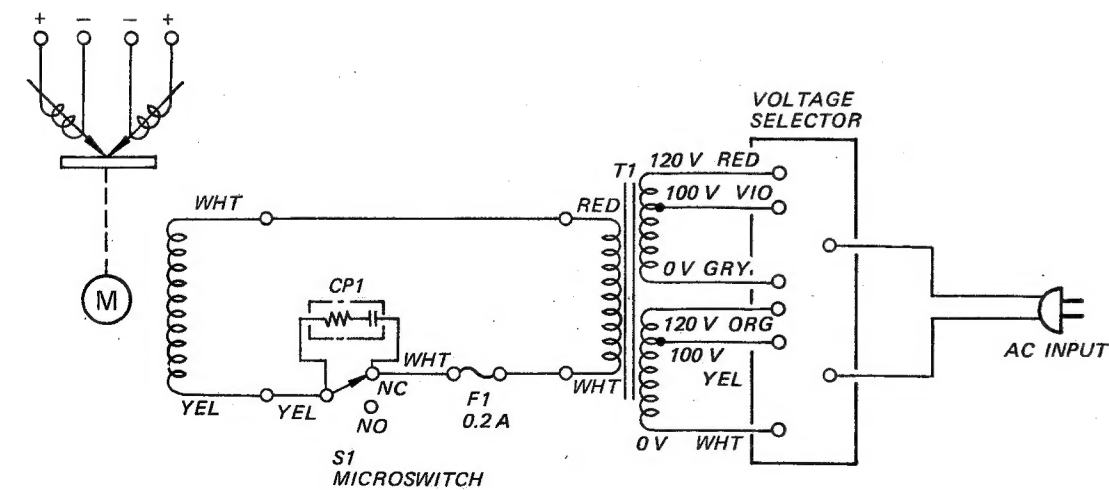 + − − +
VOLTAGE
SELECTOR
T1
120 V RED
100 V VIO
WHT
RED
0 V GRY
M
CP1
120 V ORG
100 V
YEL
AC INPUT
WHT
NC
WHT
YEL
YEL
NO
F1
0.2 A
0 V WHT
S1
MICROSWITCH